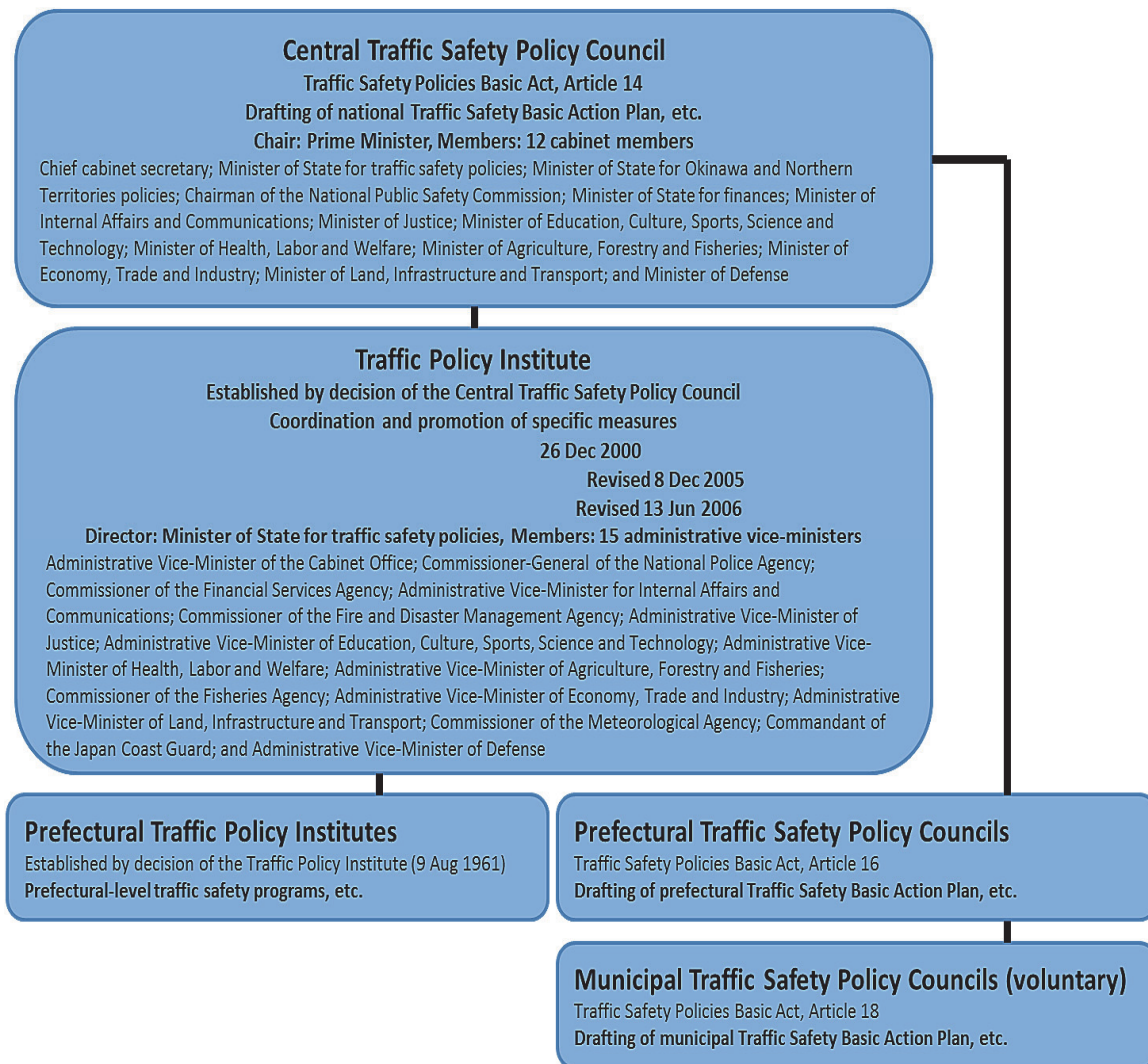 Central Traffic Safety Policy Council
Traffic Safety Policies Basic Act, Article 14
Drafting of national Traffic Safety Basic Action Plan, etc.
Chair: Prime Minister, Members: 12 cabinet members
Chief cabinet secretary; Minister of State for traffic safety policies; Minister of State for Okinawa and Northern
Territories policies; Chairman of the National Public Safety Commission; Minister of State for finances; Minister of
Internal Affairs and Communications; Minister of Justice; Minister of Education, Culture, Sports, Science and
Technology; Minister of Health, Labor and Welfare; Minister of Agriculture, Forestry and Fisheries; Minister of
Economy, Trade and Industry; Minister of Land, Infrastructure and Transport; and Minister of Defense
Traffic Policy Institute
Established by decision of the Central Traffic Safety Policy Council
Coordination and promotion of specific measures
26 Dec 2000
Revised 8 Dec 2005
Revised 13 Jun 2006
Director: Minister of State for traffic safety policies, Members: 15 administrative vice-ministers
Administrative Vice-Minister of the Cabinet Office; Commissioner-General of the National Police Agency;
Commissioner of the Financial Services Agency; Administrative Vice-Minister for Internal Affairs and
Communications; Commissioner of the Fire and Disaster Management Agency; Administrative Vice-Minister of
Justice; Administrative Vice-Minister of Education, Culture, Sports, Science and Technology; Administrative Vice-
Minister of Health, Labor and Welfare; Administrative Vice-Minister of Agriculture, Forestry and Fisheries;
Commissioner of the Fisheries Agency; Administrative Vice-Minister of Economy, Trade and Industry; Administrative
Vice-Minister of Land, Infrastructure and Transport; Commissioner of the Meteorological Agency; Commandant of
the Japan Coast Guard; and Administrative Vice-Minister of Defense
Prefectural Traffic Policy Institutes
Established by decision of the Traffic Policy Institute (9 Aug 1961)
Prefectural-level traffic safety programs, etc.
Prefectural Traffic Safety Policy Councils
Traffic Safety Policies Basic Act, Article 16
Drafting of prefectural Traffic Safety Basic Action Plan, etc.
Municipal Traffic Safety Policy Councils (voluntary)
Traffic Safety Policies Basic Act, Article 18
Drafting of municipal Traffic Safety Basic Action Plan, etc.